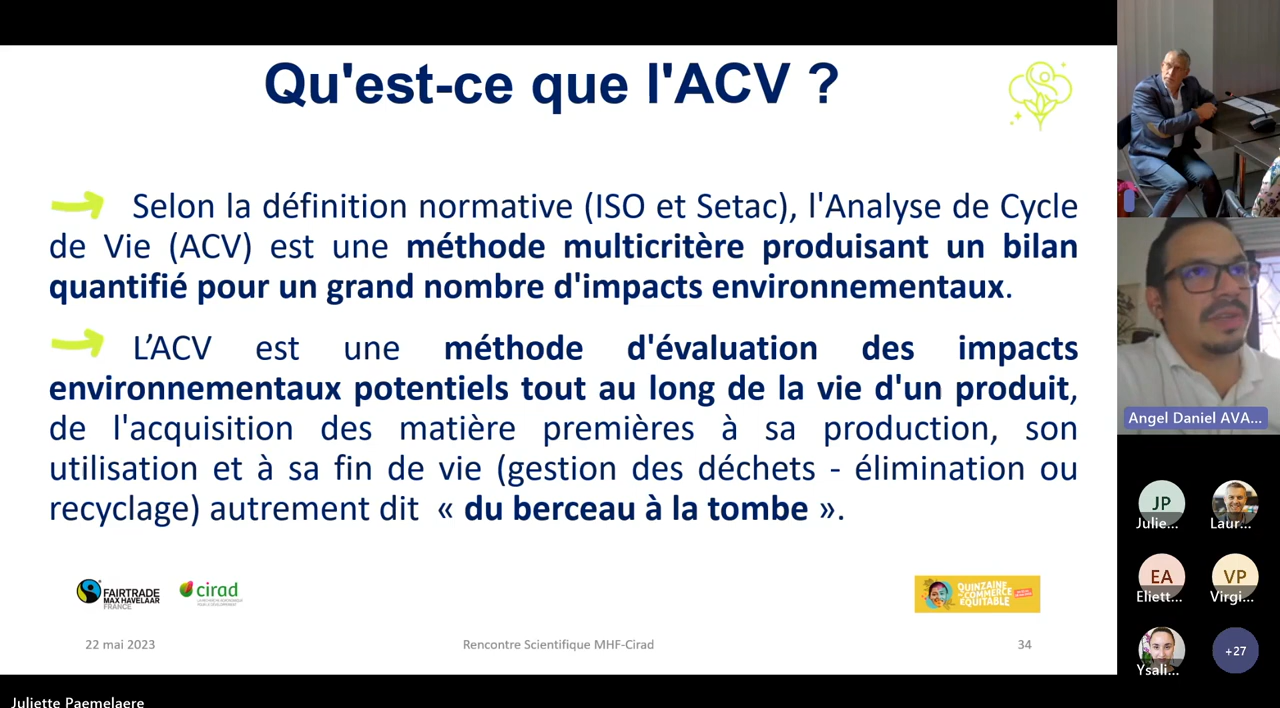 Qu'est-ce que l'ACV ?
Selon la définition normative (ISO et Setac), l'Analyse de Cycle
de Vie (ACV) est une méthode multicritère produisant un bilan
quantifié pour un grand nombre d'impacts environnementaux.
L’ACV est une méthode d'évaluation des impacts
environnementaux potentiels tout au long de la vie d'un produit,
de l'acquisition des matière premières à sa production, son
utilisation et à sa fin de vie (gestion des déchets - élimination ou
recyclage) autrement dit « du berceau à la tombe ».
FAIRTRADE
MAX HAVELAAR
FRANCE
cirad
QUINZAINE
DU COMMERCE
EQUITABLE
22 mai 2023
Rencontre Scientifique MHF-Cirad
34
Angel Daniel AVA...
JP
Julie...
Laur...
EA
Eliett...
VP
Virgi...
Ysali...
+27
Juliette Paemelaere